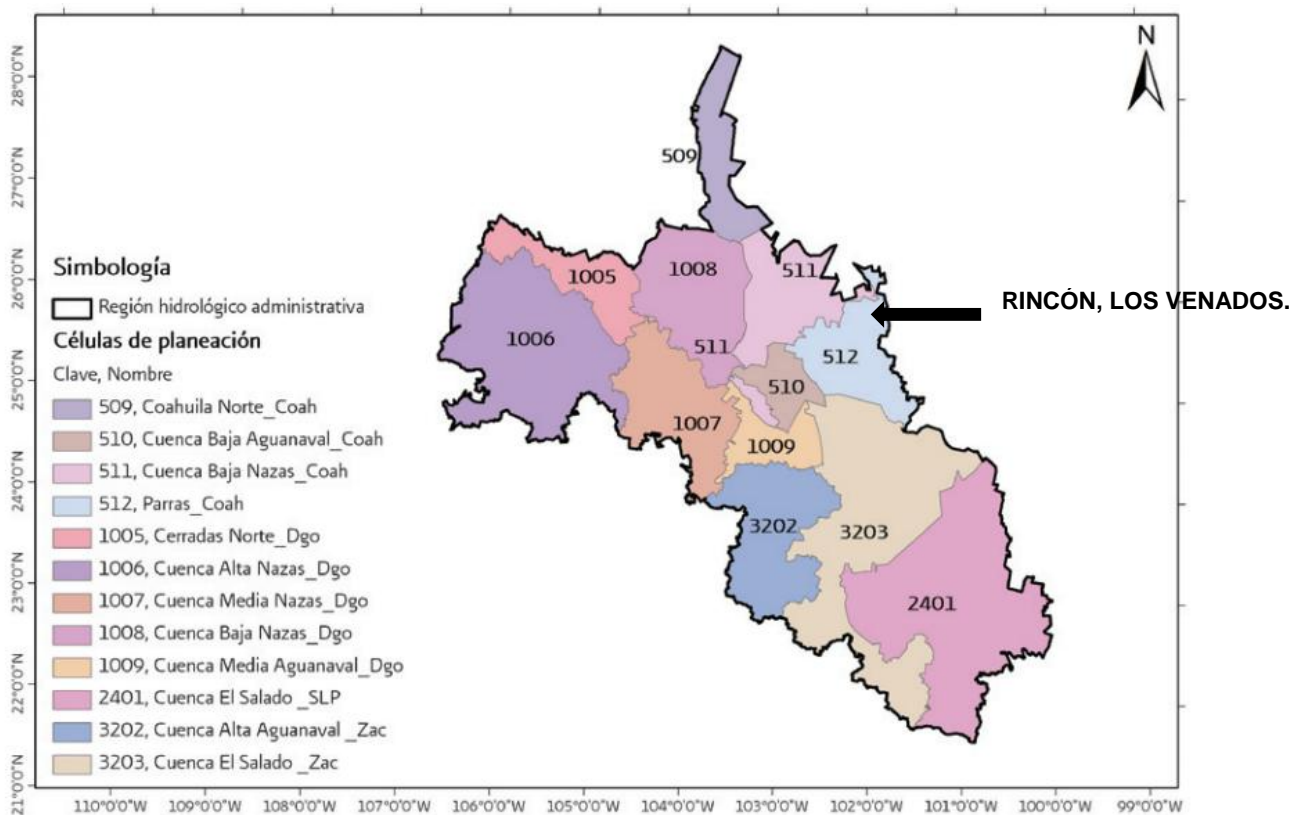 N
28°0'0"N
27°0'0"N
26°0'0"N
25°0'0"N
24°0'0"N
23°0'0"N
22°0'0"N
21°0'0"N
509
1005
1008
511
1006
511
512
510
1007
1009
3202
3203
2401
RINCÓN, LOS VENADOS.
Simbología
Región hidrológico administrativa
Células de planeación
Clave, Nombre
509, Coahuila Norte_Coah
510, Cuenca Baja Aguanaval_Coah
511, Cuenca Baja Nazas_Coah
512, Parras_Coah
1005, Cerradas Norte_Dgo
1006, Cuenca Alta Nazas_Dgo
1007, Cuenca Media Nazas_Dgo
1008, Cuenca Baja Nazas_Dgo
1009, Cuenca Media Aguanaval_Dgo
2401, Cuenca El Salado _SLP
3202, Cuenca Alta Aguanaval _Zac
3203, Cuenca El Salado _Zac
110°0'0"W 109°0'0"W 108°0'0"W 107°0'0"W 106°0'0"W 105°0'0"W 104°0'0"W 103°0'0"W 102°0'0"W 101°0'0"W 100°0'0"W 99°0'0"W